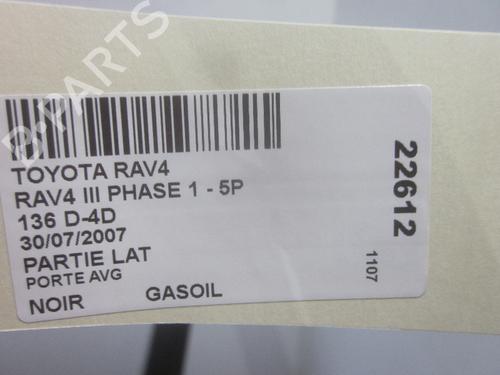 B-PARTS
TOYOTA RAV4
RAV4 III PHASE 1 - 5P
136 D-4D
30/07/2007
PARTIE LAT
PORTE AVG
NOIR GASOIL
22612
1107